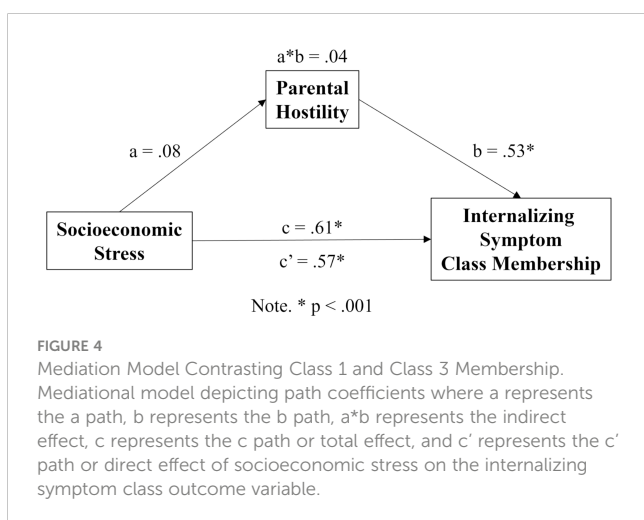 a*b = .04
Parental
Hostility
a = .08
b = .53*
Socioeconomic
Stress
c = .61*
c’ = .57*
Internalizing
Symptom
Class Membership
Note. * p < .001
FIGURE 4
Mediation Model Contrasting Class 1 and Class 3 Membership.
Mediational model depicting path coefficients where a represents
the a path, b represents the b path, a*b represents the indirect
effect, c represents the c path or total effect, and c’ represents the c’
path or direct effect of socioeconomic stress on the internalizing
symptom class outcome variable.